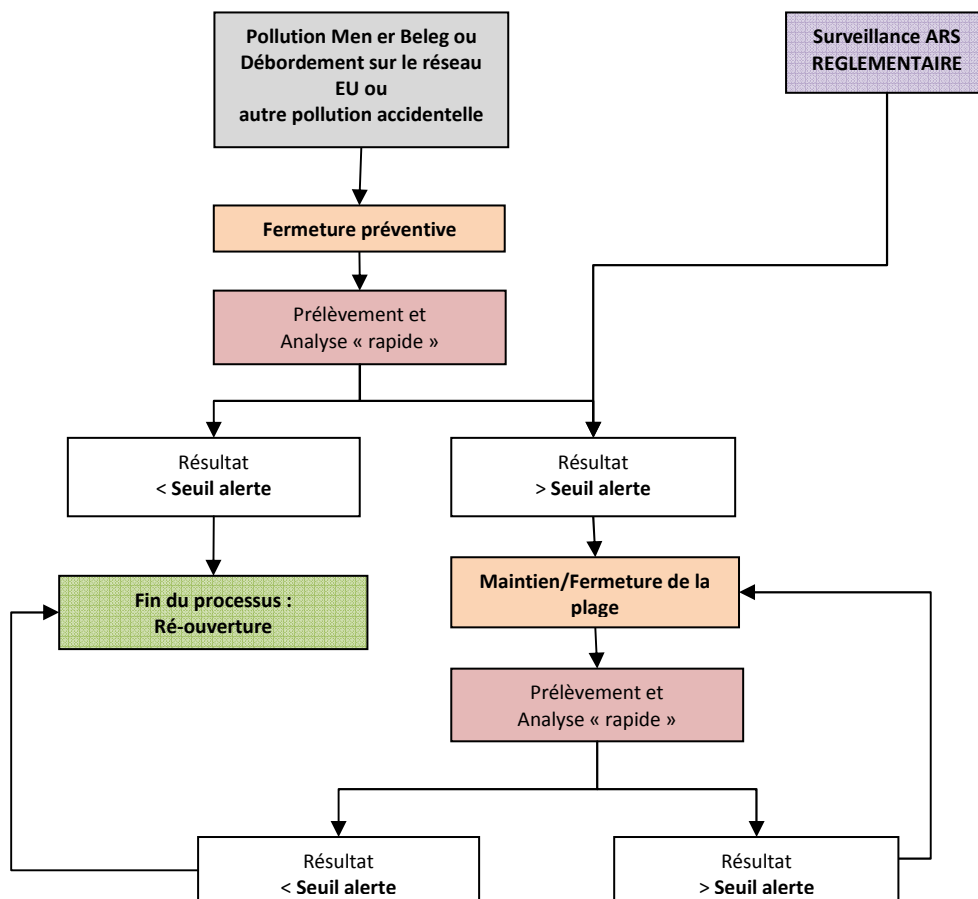 Pollution Men er Beleg ou
Débordement sur le réseau
EU ou
autre pollution accidentelle
Surveillance ARS
REGLEMENTAIRE
Fermeture préventive
Prélèvement et
Analyse « rapide »
Résultat
< Seuil alerte
Résultat
> Seuil alerte
Fin du processus :
Ré-ouverture
Maintien/Fermeture de la
plage
Prélèvement et
Analyse « rapide »
Résultat
< Seuil alerte
Résultat
> Seuil alerte